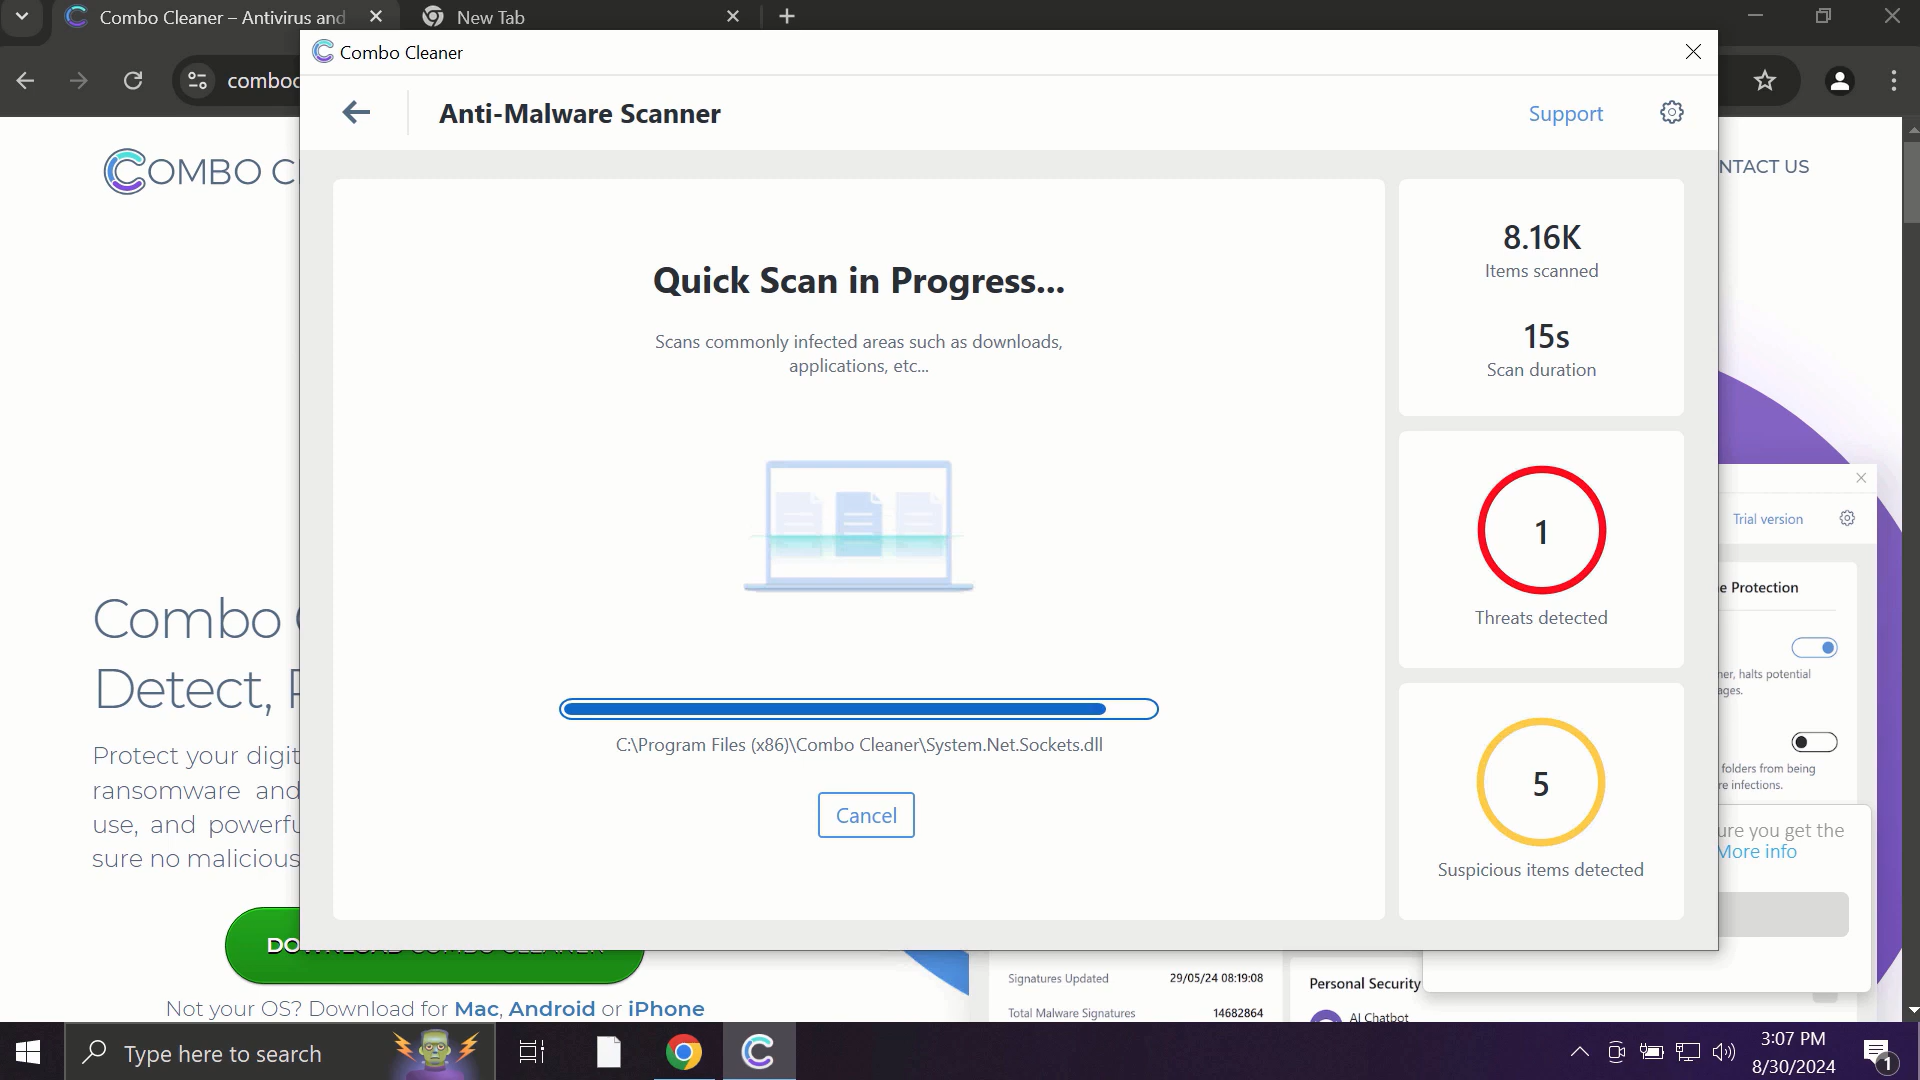 Combo Cleaner – Antivirus and
New Tab
Combo Cleaner
Anti-Malware Scanner
Support
NTACT US
Quick Scan in Progress...
Scans commonly infected areas such as downloads,
applications, etc...
C:\Program Files (x86)\Combo Cleaner\System.Net.Sockets.dll
Cancel
8.16K
Items scanned
15s
Scan duration
1
Threats detected
5
Suspicious items detected
COMBO C
Combo
Detect,
Protect your digit
ransomware and
use, and powerfu
sure no malicious
DOWNLOAD COMBO CLEANER
Not your OS? Download for Mac, Android or iPhone
Trial version
e Protection
ner, halts potential
ages.
folders from being
re infections.
ure you get the
More info
Signatures Updated 29/05/24 08:19:08
Total Malware Signatures 14682864
Personal Security
AI Chatbot
Type here to search
3:07 PM
8/30/2024
1